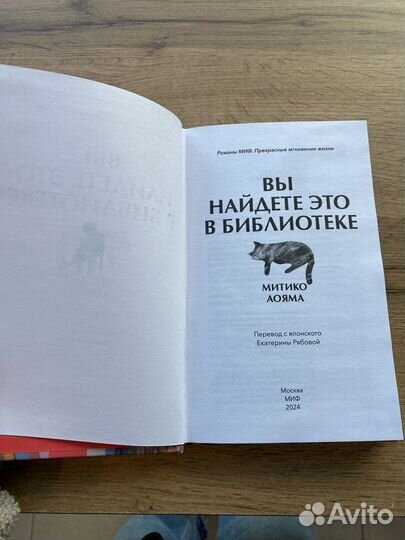 Романы МИФ. Прекрасные мгновения жизни
ВЫ
НАЙДЕТЕ ЭТО
В БИБЛИОТЕКЕ
МИТИКО
АОЯМА
Перевод с японского
Екатерины Рябовой
Москва
МИФ
2024
Avito